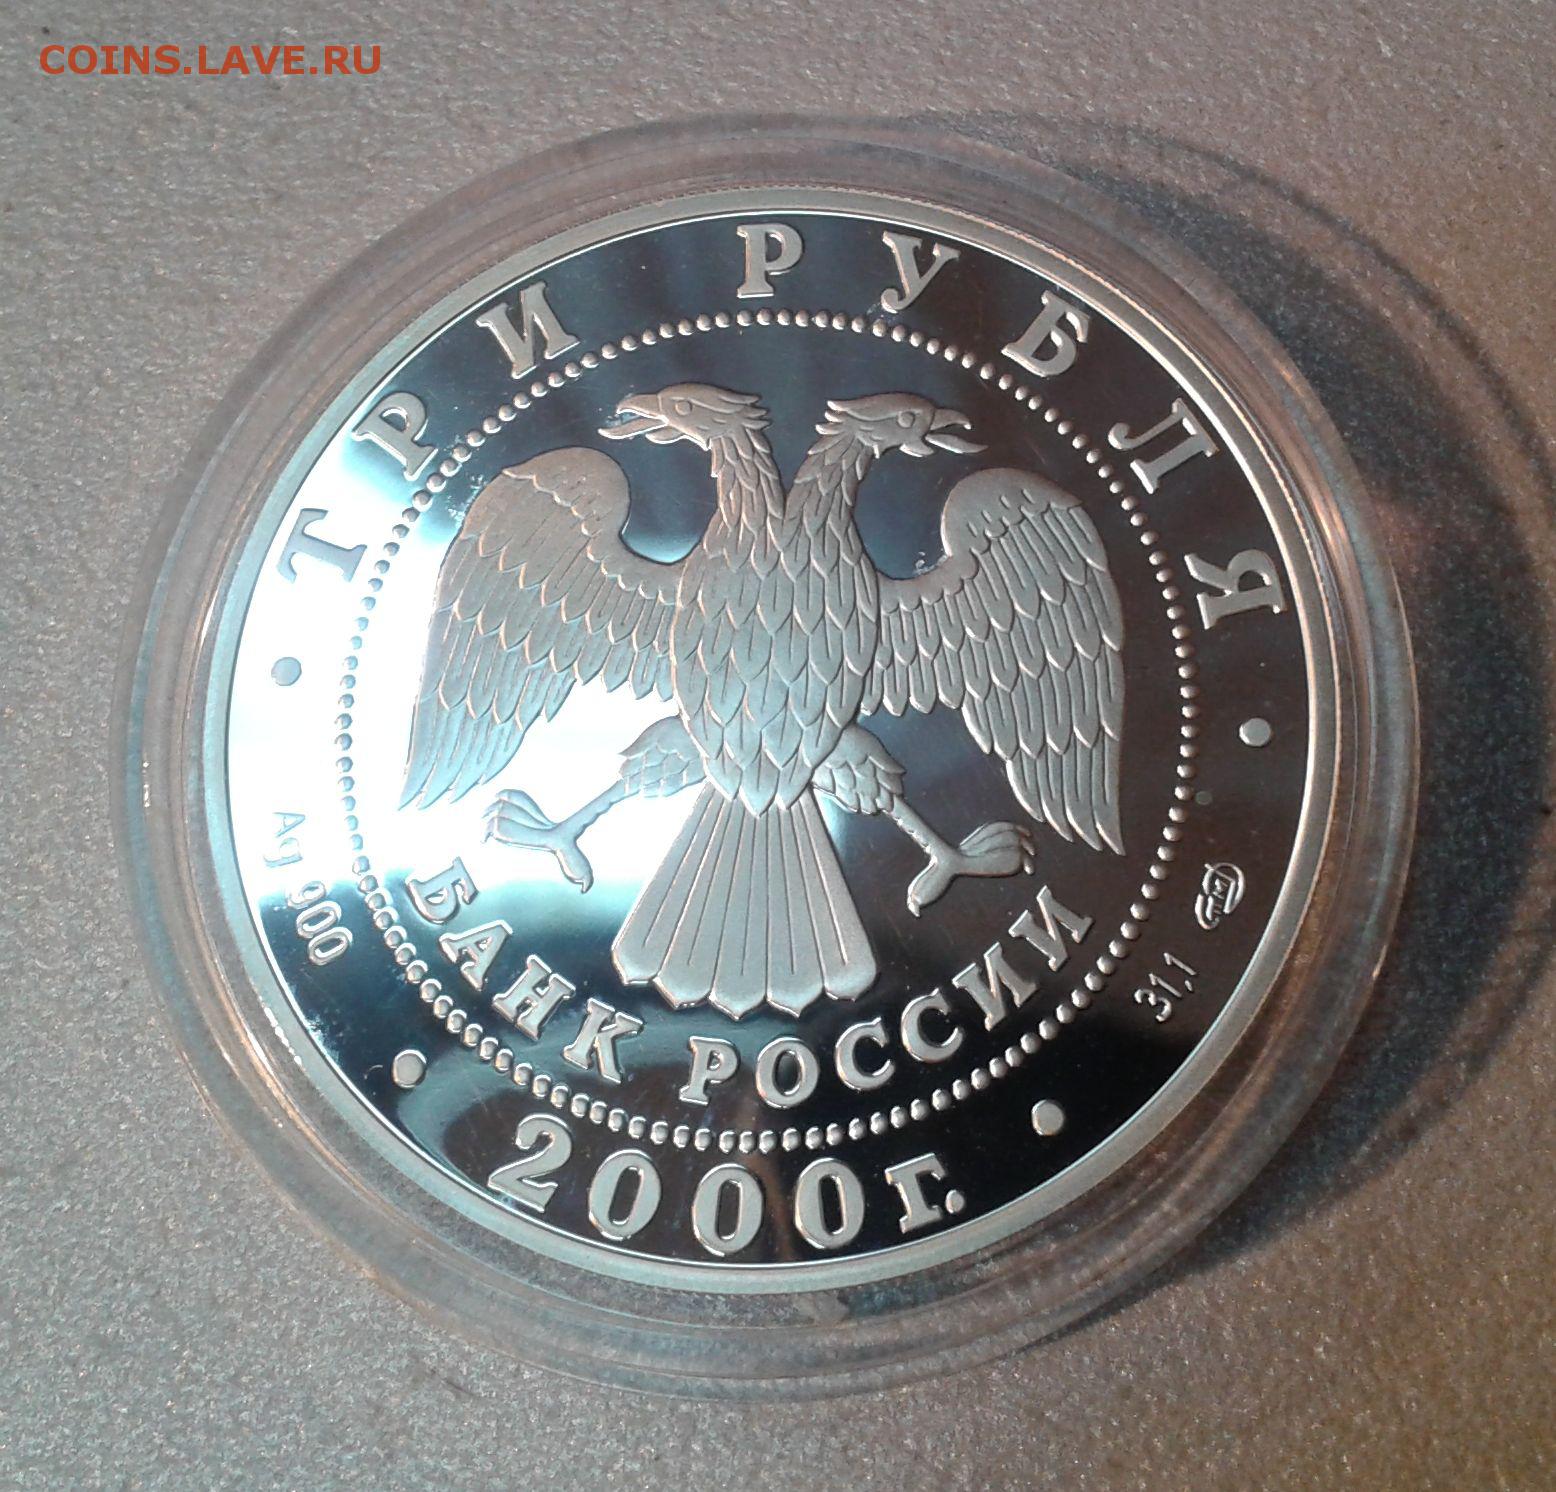 COINS.LAVE.RU
ТРИ РУБЛЯ
БАНК РОССИИ
Ag 900
31,1
2000г.